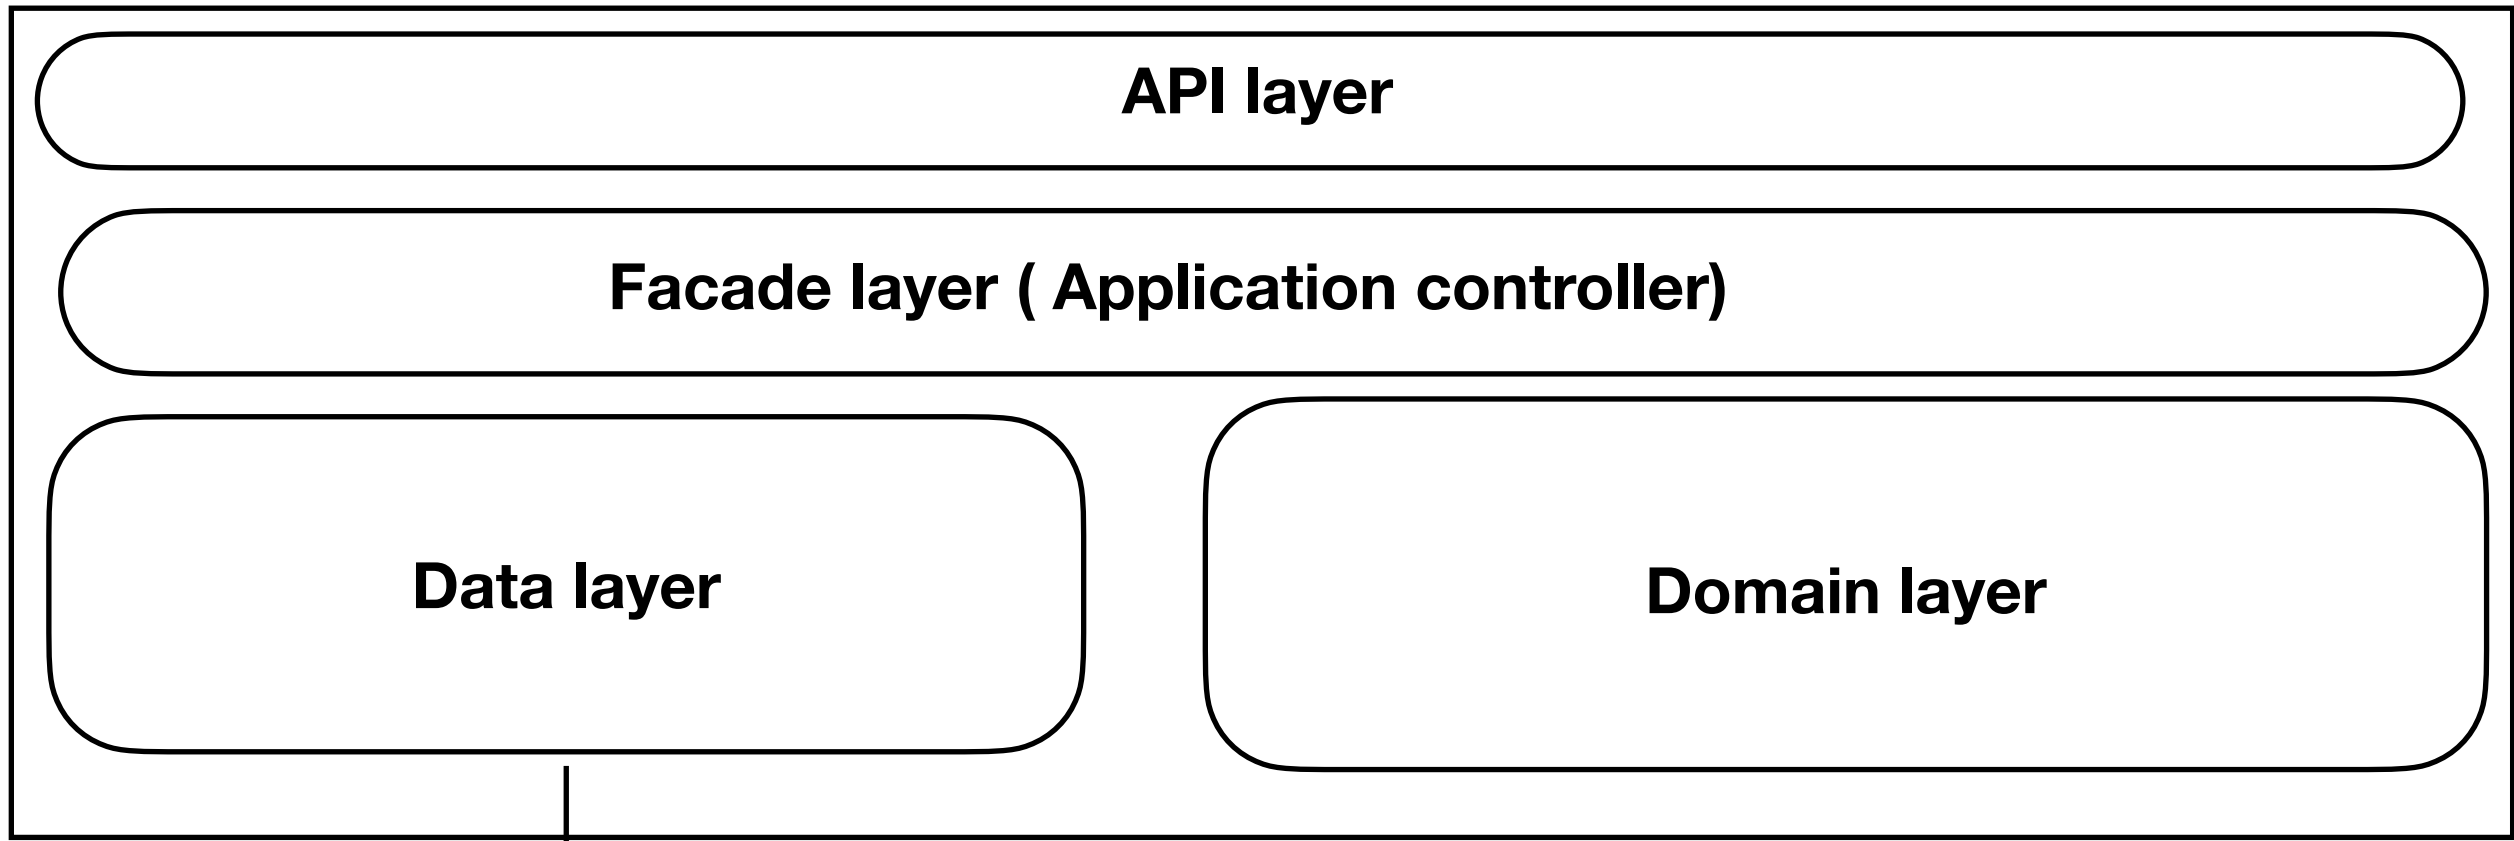 API layer
Facade layer ( Application controller)
Data layer
Domain layer